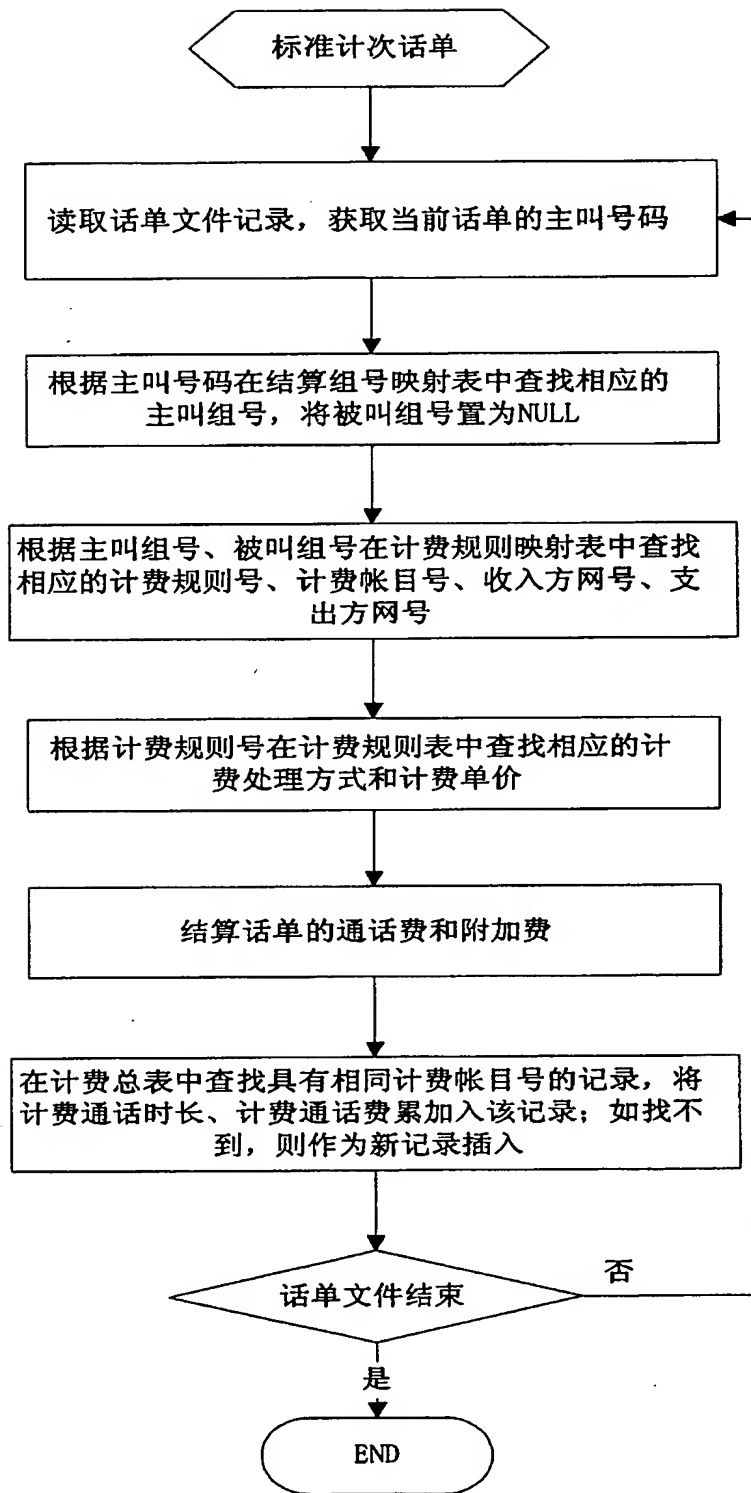 标准计次话单
读取话单文件记录，获取当前话单的主叫号码
根据主叫号码在结算组号映射表中查找相应的
主叫组号，将被叫组号置为NULL
根据主叫组号、被叫组号在计费规则映射表中查找
相应的计费规则号、计费帐目号、收入方网号、支
出方网号
根据计费规则号在计费规则表中查找相应的计
费处理方式和计费单价
结算话单的通话费和附加费
在计费总表中查找具有相同计费帐目号的记录，将
计费通话时长、计费通话费累加入该记录；如找不
到，则作为新记录插入
话单文件结束
否
是
END